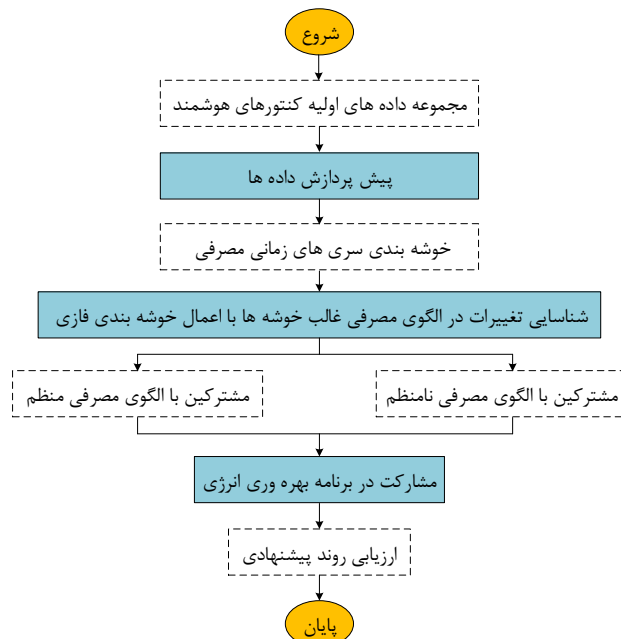 شروع
مجموعه داده های اولیه کنتورهای هوشمند
پیش پردازش داده ها
خوشه بندی سری های زمانی مصرفی
شناسایی تغییرات در الگوی مصرفی غالب خوشه ها با اعمال خوشه بندی فازی
مشترکین با الگوی مصرفی نامنظم
مشترکین با الگوی مصرفی منظم
مشارکت در برنامه بهره وری انرژی
ارزیابی روند پیشنهادی
پایان